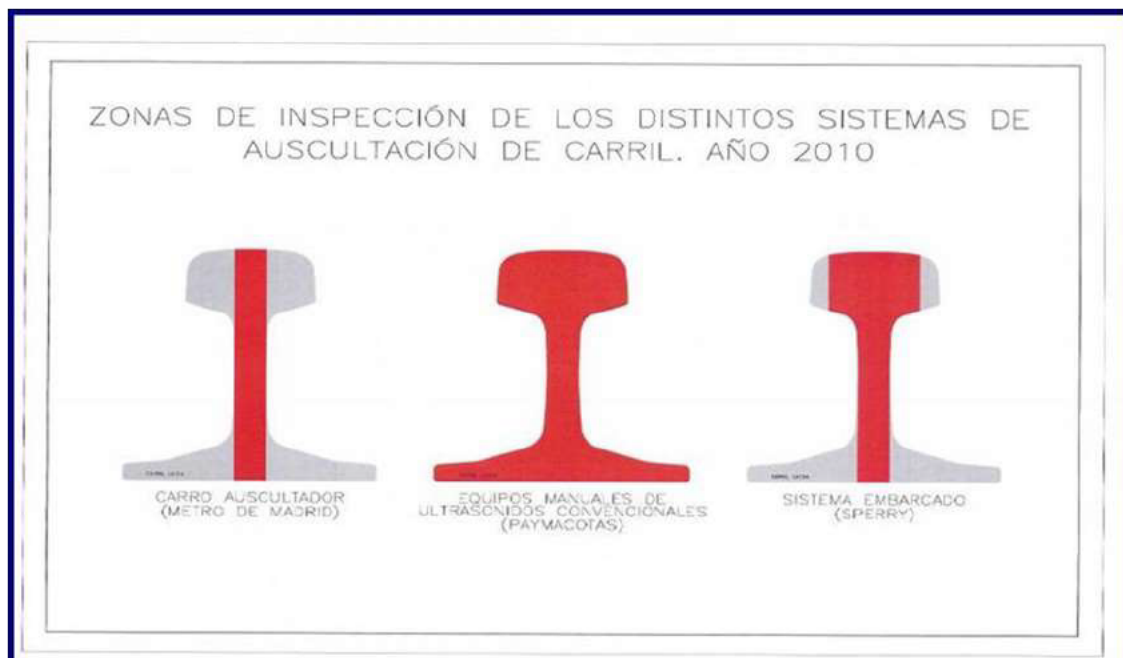 ZONAS DE INSPECCIÓN DE LOS DISTINTOS SISTEMAS DE
AUSCULTACIÓN DE CARRIL. AÑO 2010
CARRO AUSCULTADOR
(METRO DE MADRID)
EQUIPOS MANUALES DE
ULTRASONIDOS CONVENCIONALES
(PAYMACOTAS)
SISTEMA EMBARCADO
(SPERRY)